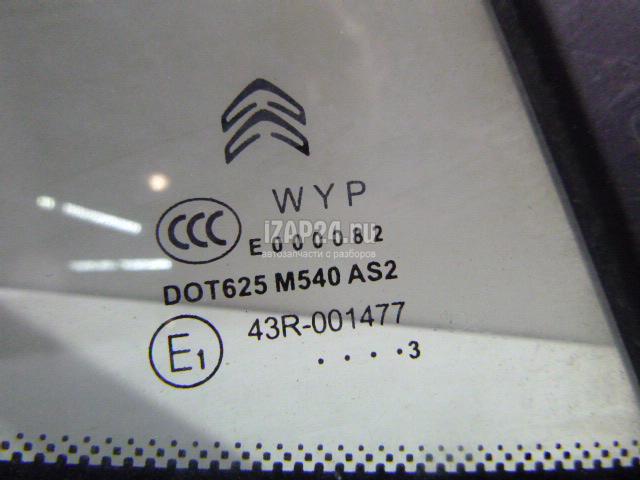 WYP
CCC
IZAP24.ru
E000082
автозапчасти с разборов
DOT625 M540 AS2
E1
43R-001477
....3